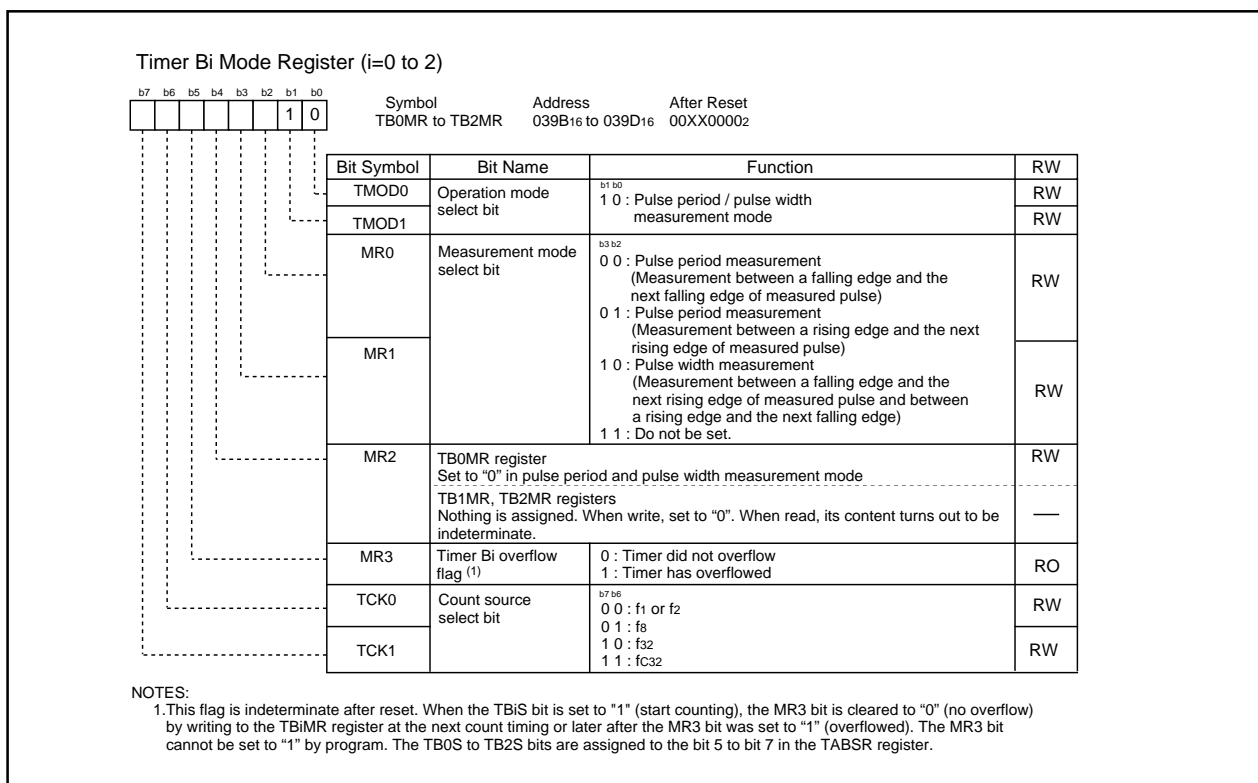 Timer Bi Mode Register (i=0 to 2)
b7 b6 b5 b4 b3 b2 b1 b0
1 0
Symbol Address After Reset
TB0MR to TB2MR 039B16 to 039D16 00XX00002
Bit Symbol Bit Name Function RW
TMOD0 Operation mode select bit RW
b1 b0
1 0 : Pulse period / pulse width
measurement mode
TMOD1 RW
MR0 Measurement mode select bit RW
b3 b2
0 0 : Pulse period measurement
(Measurement between a falling edge and the
next falling edge of measured pulse)
0 1 : Pulse period measurement
(Measurement between a rising edge and the next
rising edge of measured pulse)
MR1 RW
1 0 : Pulse width measurement
(Measurement between a falling edge and the
next rising edge of measured pulse and between
a rising edge and the next falling edge)
1 1 : Do not be set.
MR2 TB0MR register RW
Set to “0” in pulse period and pulse width measurement mode
TB1MR, TB2MR registers
Nothing is assigned. When write, set to “0”. When read, its content turns out to be —
indeterminate.
MR3 Timer Bi overflow 0 : Timer did not overflow RO
flag (1) 1 : Timer has overflowed
TCK0 Count source select bit RW
b7 b6
0 0 : f1 or f2
0 1 : f8
1 0 : f32
TCK1 RW
1 1 : fC32
NOTES:
1.This flag is indeterminate after reset. When the TBiS bit is set to "1" (start counting), the MR3 bit is cleared to “0” (no overflow)
by writing to the TBiMR register at the next count timing or later after the MR3 bit was set to “1” (overflowed). The MR3 bit
cannot be set to “1” by program. The TB0S to TB2S bits are assigned to the bit 5 to bit 7 in the TABSR register.